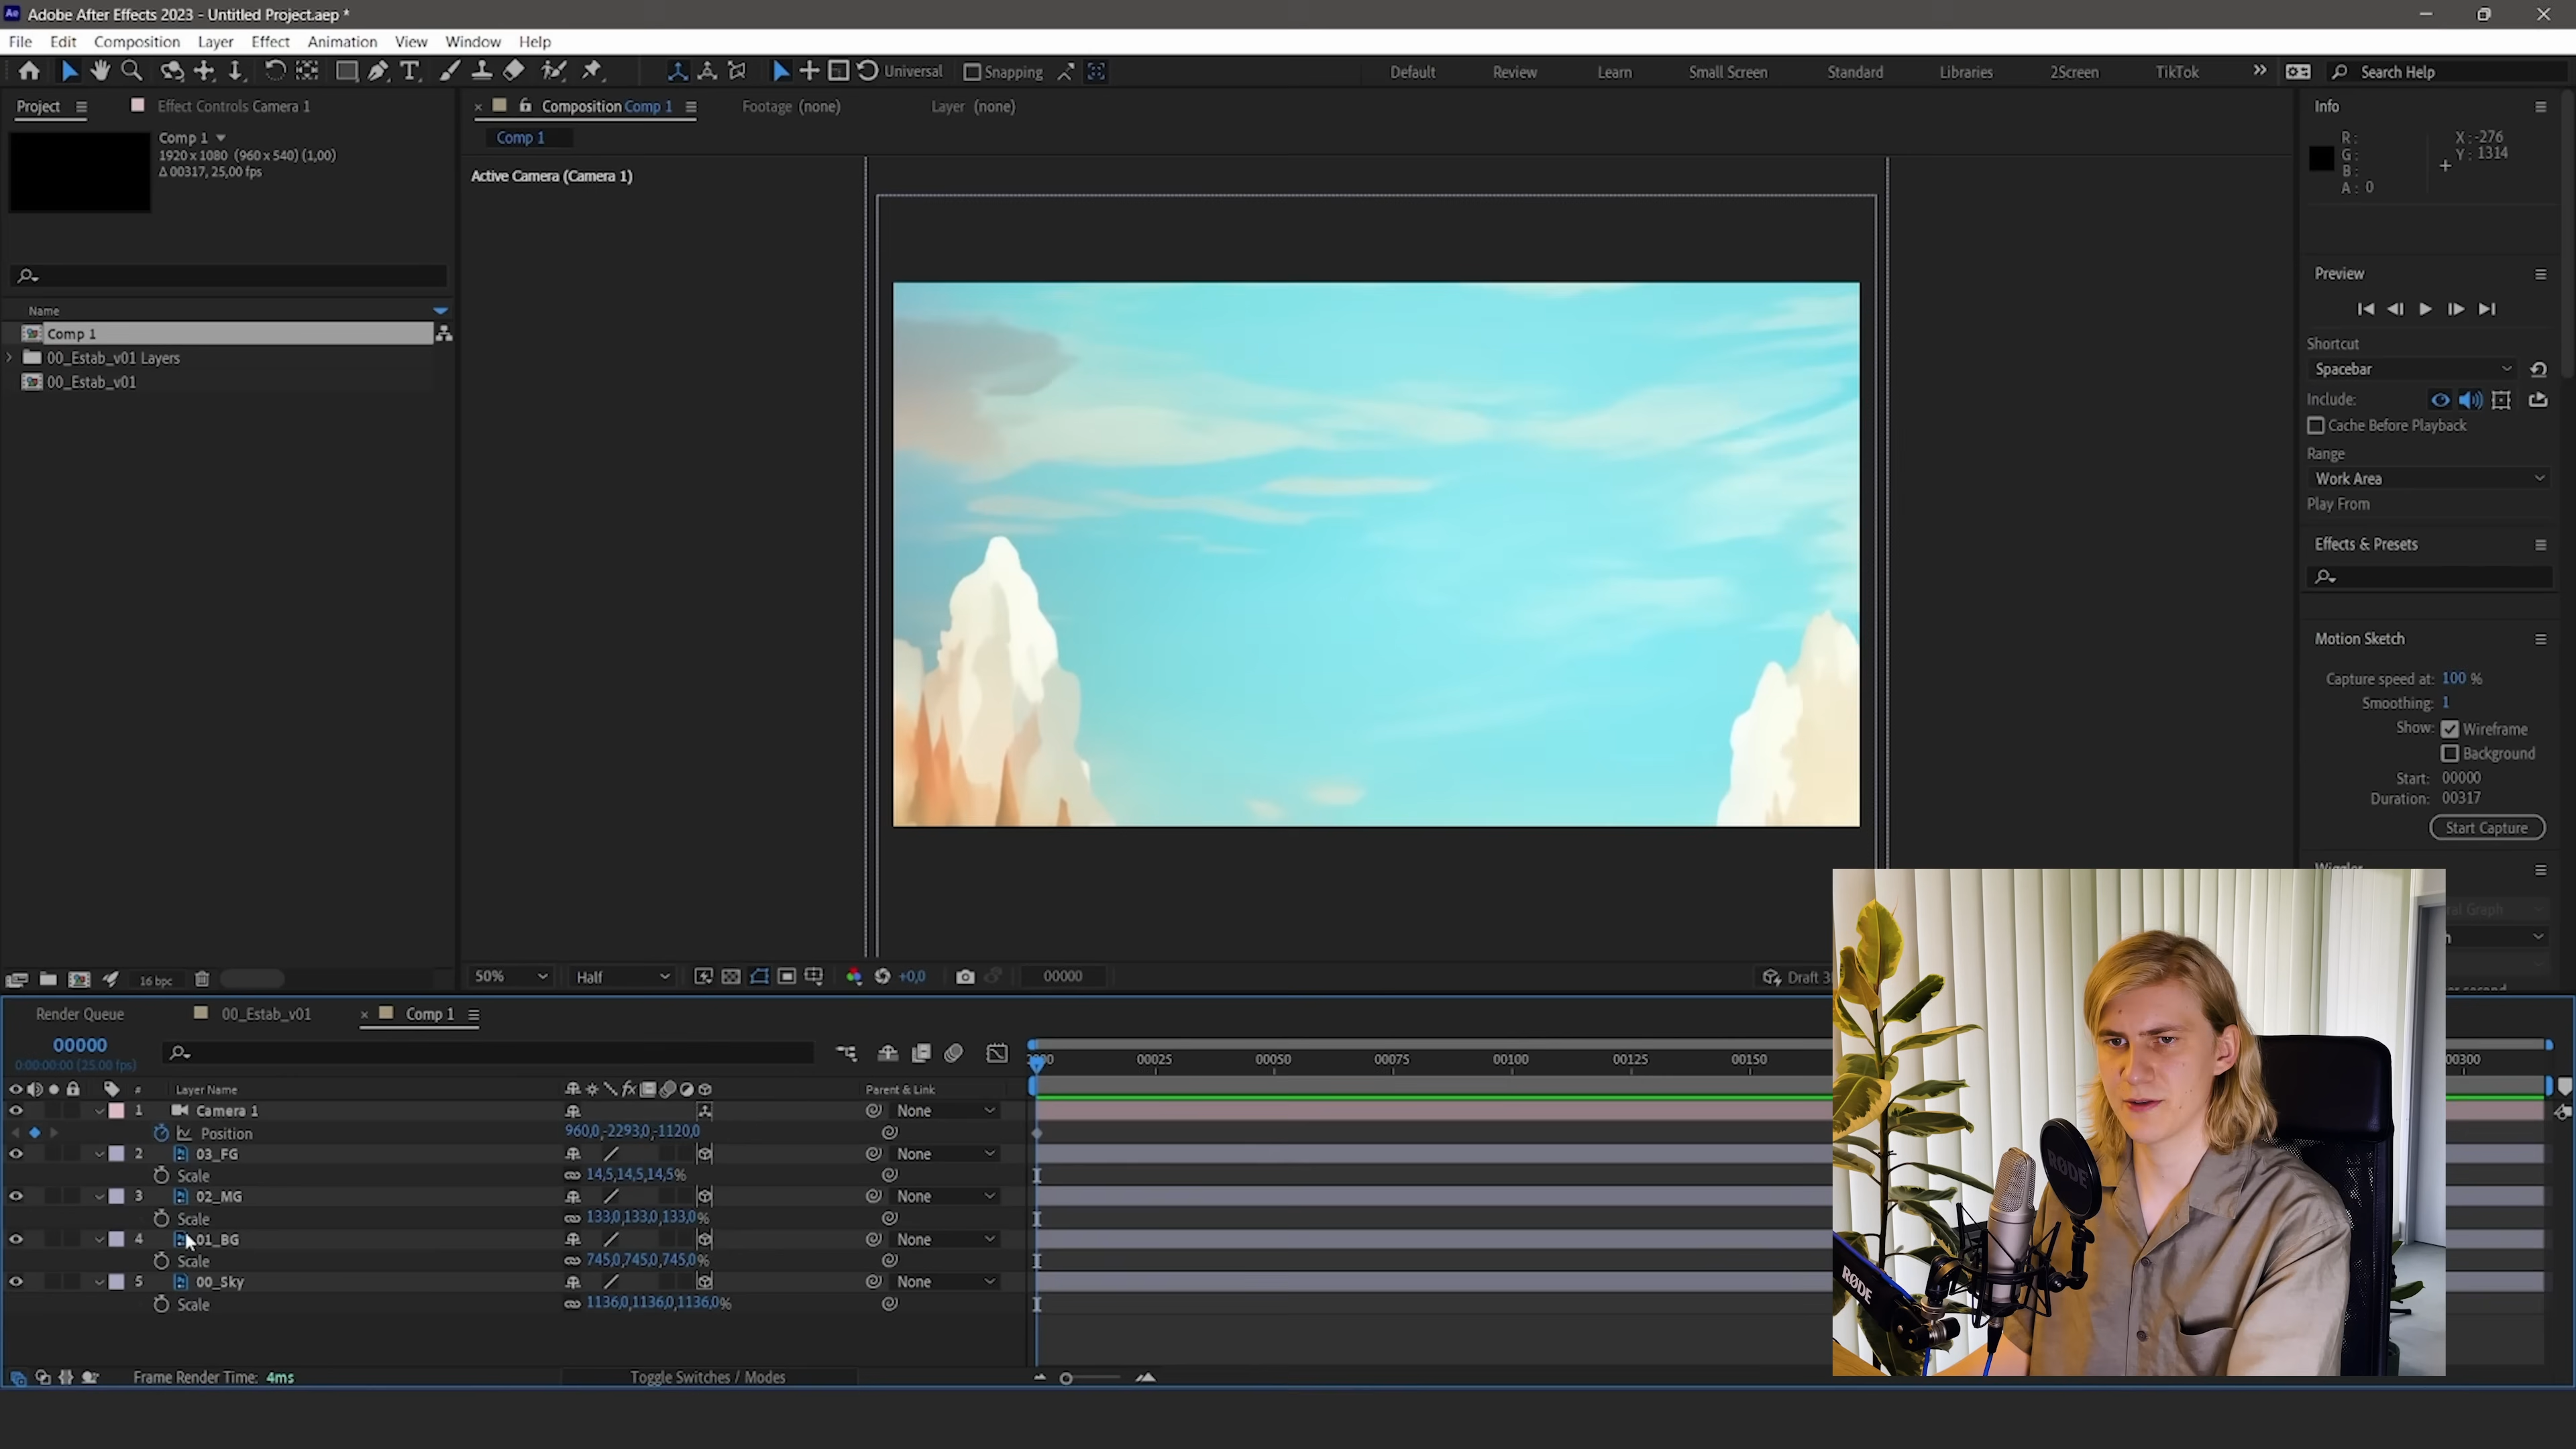 Ae Adobe After Effects 2023 - Untitled Project.aep *
File Edit Composition Layer Effect Animation View Window Help
Universal Snapping Default Review Learn Small Screen Standard Libraries 2Screen TikTok Search Help
Project Effect Controls Camera 1
Comp 1
1920 x 1080 (960 x 540) (1,00)
Δ 00317, 25,00 fps
Name
Comp 1
00_Estab_v01 Layers
00_Estab_v01
16 bpc
Composition Comp 1 Footage (none) Layer (none)
Comp 1
Active Camera (Camera 1)
50% Half +0,0 00000 Draft 3
Info
R:
G:
B:
A: 0
X: -276
Y: 1314
Preview
Shortcut
Spacebar
Include:
Cache Before Playback
Range
Work Area
Play From
Effects & Presets
Motion Sketch
Capture speed at: 100 %
Smoothing: 1
Show: Wireframe
Background
Start: 00000
Duration: 00317
Start Capture
Render Queue 00_Estab_v01 Comp 1
00000
0:00:00:00 (25.00 fps)
00025 00050 00075 00100 00125 00150 00300
# Layer Name fx Parent & Link
1 Camera 1 None
Position 960,0,-2293,0,-1120,0
2 03_FG None
Scale 14,5,14,5,14,5%
3 02_MG None
Scale 133,0,133,0,133,0%
4 01_BG None
Scale 745,0,745,0,745,0%
5 00_Sky None
Scale 1136,0,1136,0,1136,0%
Frame Render Time: 4ms Toggle Switches / Modes
RØDE
RØDE